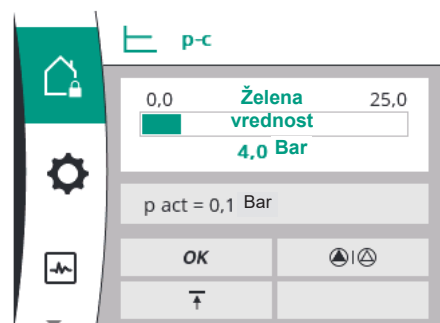 p-c
0,0 Želena 25,0
vrednost
4,0 Bar
p act = 0,1 Bar
OK